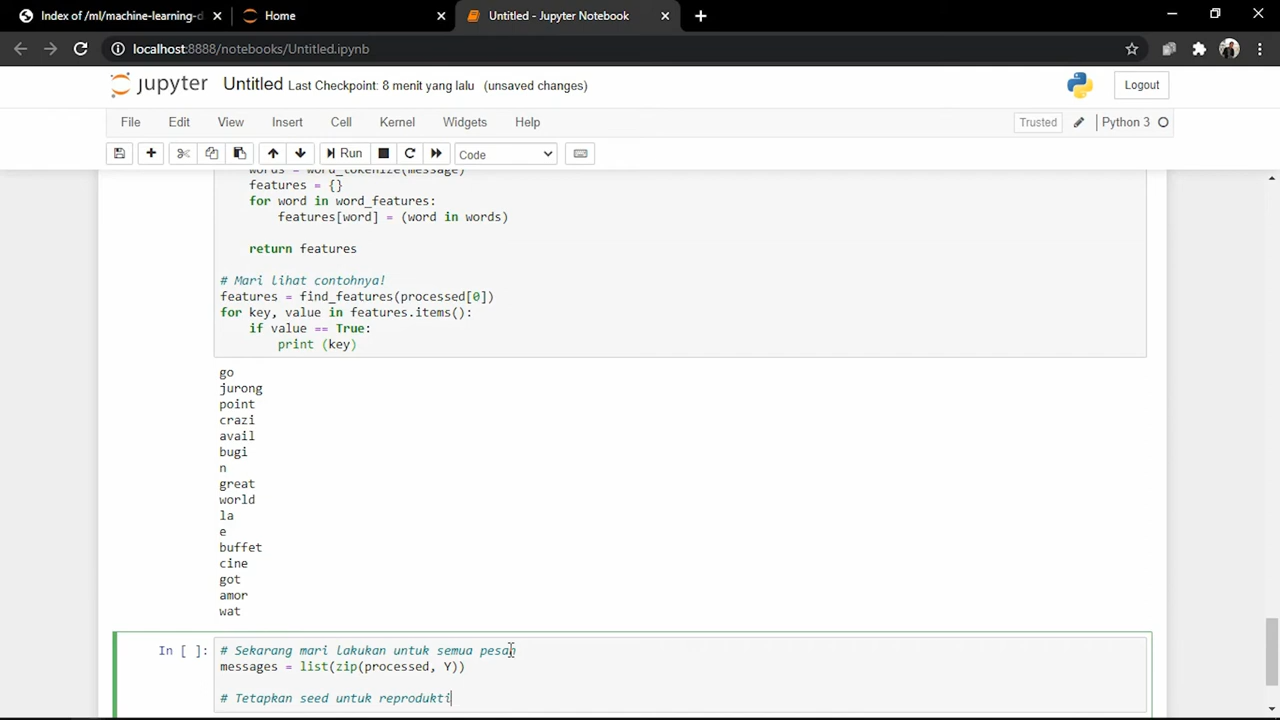 Index of /ml/machine-learning-d
Home
Untitled - Jupyter Notebook
localhost:8888/notebooks/Untitled.ipynb
jupyter Untitled Last Checkpoint: 8 menit yang lalu (unsaved changes)
Logout
File Edit View Insert Cell Kernel Widgets Help
Trusted Python 3
Run Code
words = word_tokenize(message)
features = {}
for word in word_features:
features[word] = (word in words)
return features
# Mari lihat contohnya!
features = find_features(processed[0])
for key, value in features.items():
if value == True:
print (key)
go
jurong
point
crazi
avail
bugi
n
great
world
la
e
buffet
cine
got
amor
wat
In [ ]:
# Sekarang mari lakukan untuk semua pesan
messages = list(zip(processed, Y))
# Tetapkan seed untuk reprodukti